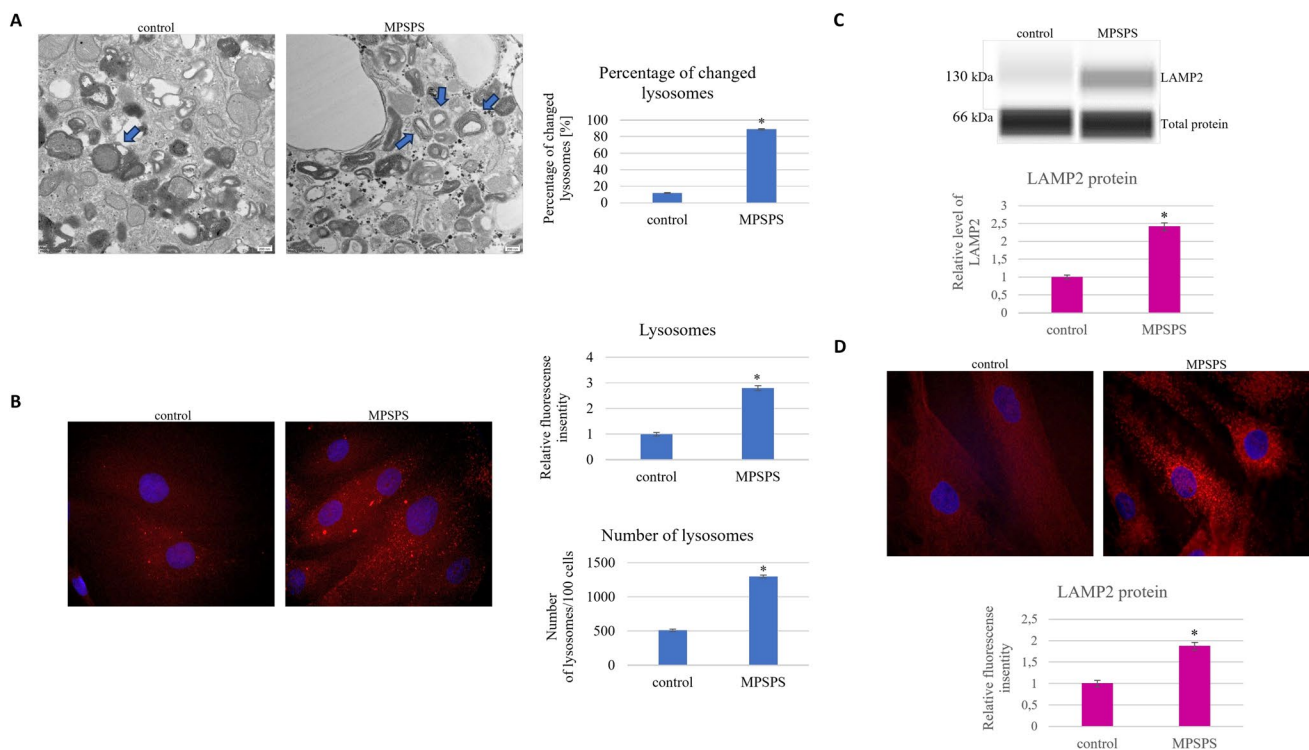 A
control
MPSPS
Percentage of changed
lysosomes
Percentage of changed
lysosomes [%]
100
80
60
40
20
0
*
control
MPSPS
B
control
MPSPS
Lysosomes
Relative fluorescense
insentity
4
3
2
1
0
*
control
MPSPS
Number of lysosomes
Number
of lysosomes/100 cells
1500
1000
500
0
*
control
MPSPS
C
control
MPSPS
130 kDa
LAMP2
66 kDa
Total protein
LAMP2 protein
Relative level of
LAMP2
3
2,5
2
1,5
1
0,5
0
*
control
MPSPS
D
control
MPSPS
LAMP2 protein
Relative fluorescense
insentity
2,5
2
1,5
1
0,5
0
*
control
MPSPS